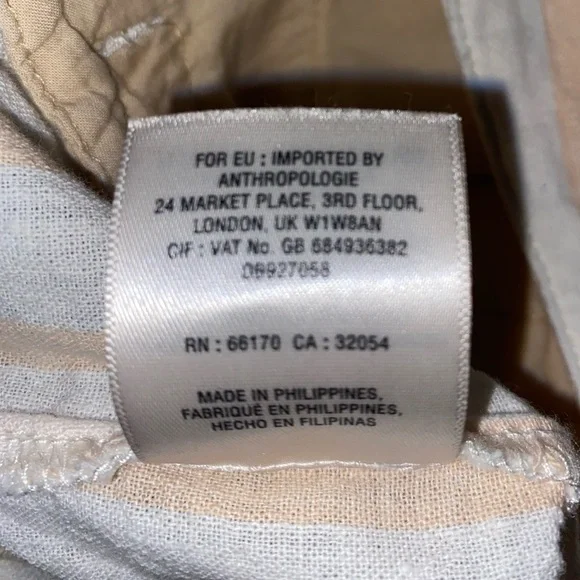 FOR EU : IMPORTED BY
ANTHROPOLOGIE
24 MARKET PLACE, 3RD FLOOR,
LONDON, UK W1W8AN
CIF : VAT No. GB 684936382
DB927058
RN : 66170 CA : 32054
MADE IN PHILIPPINES,
FABRIQUÉ EN PHILIPPINES,
HECHO EN FILIPINAS